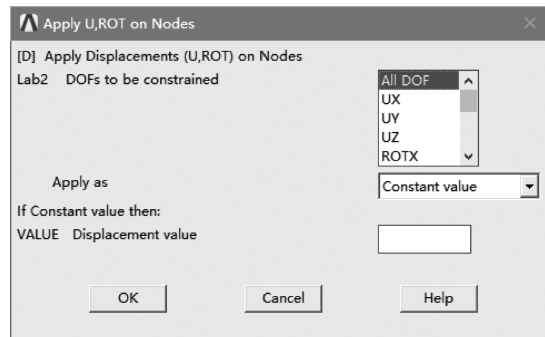 Apply U,ROT on Nodes
[D] Apply Displacements (U,ROT) on Nodes
Lab2 DOFs to be constrained
All DOF
UX
UY
UZ
ROTX
Apply as
Constant value
If Constant value then:
VALUE Displacement value
OK Cancel Help